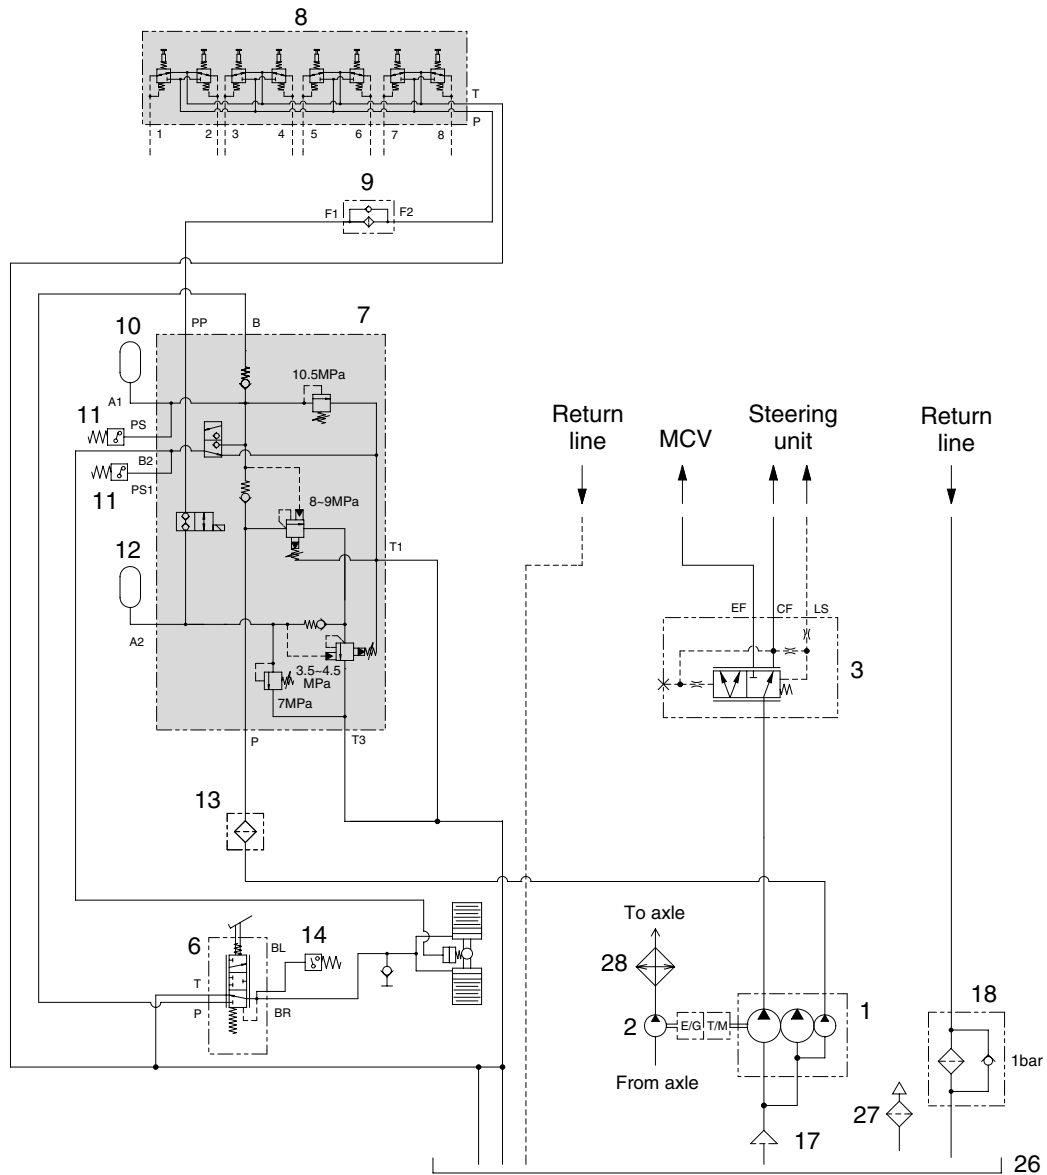 8
T
P
1 2 3 4 5 6 7 8
9
F1 F2
PP B 7
10
10.5MPa
A1
11 PS
B2
11 PS1
8~9MPa
12
T1
A2
3.5~4.5
MPa
7MPa
P T3
Return
line
MCV
Steering
unit
Return
line
EF CF LS
3
13
To axle
6 BL 14
28
T
P
BR
2 E/G T/M 1
18
1bar
From axle
27
17
26